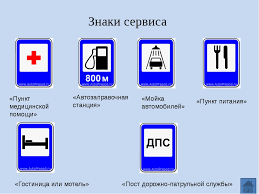 Знаки сервиса
800 м
ДПС
«Пункт
медицинской
помощи»
«Автозаправочная
станция»
«Мойка
автомобилей»
«Пункт питания»
«Гостиница или мотель»
«Пост дорожно-патрульной службы»